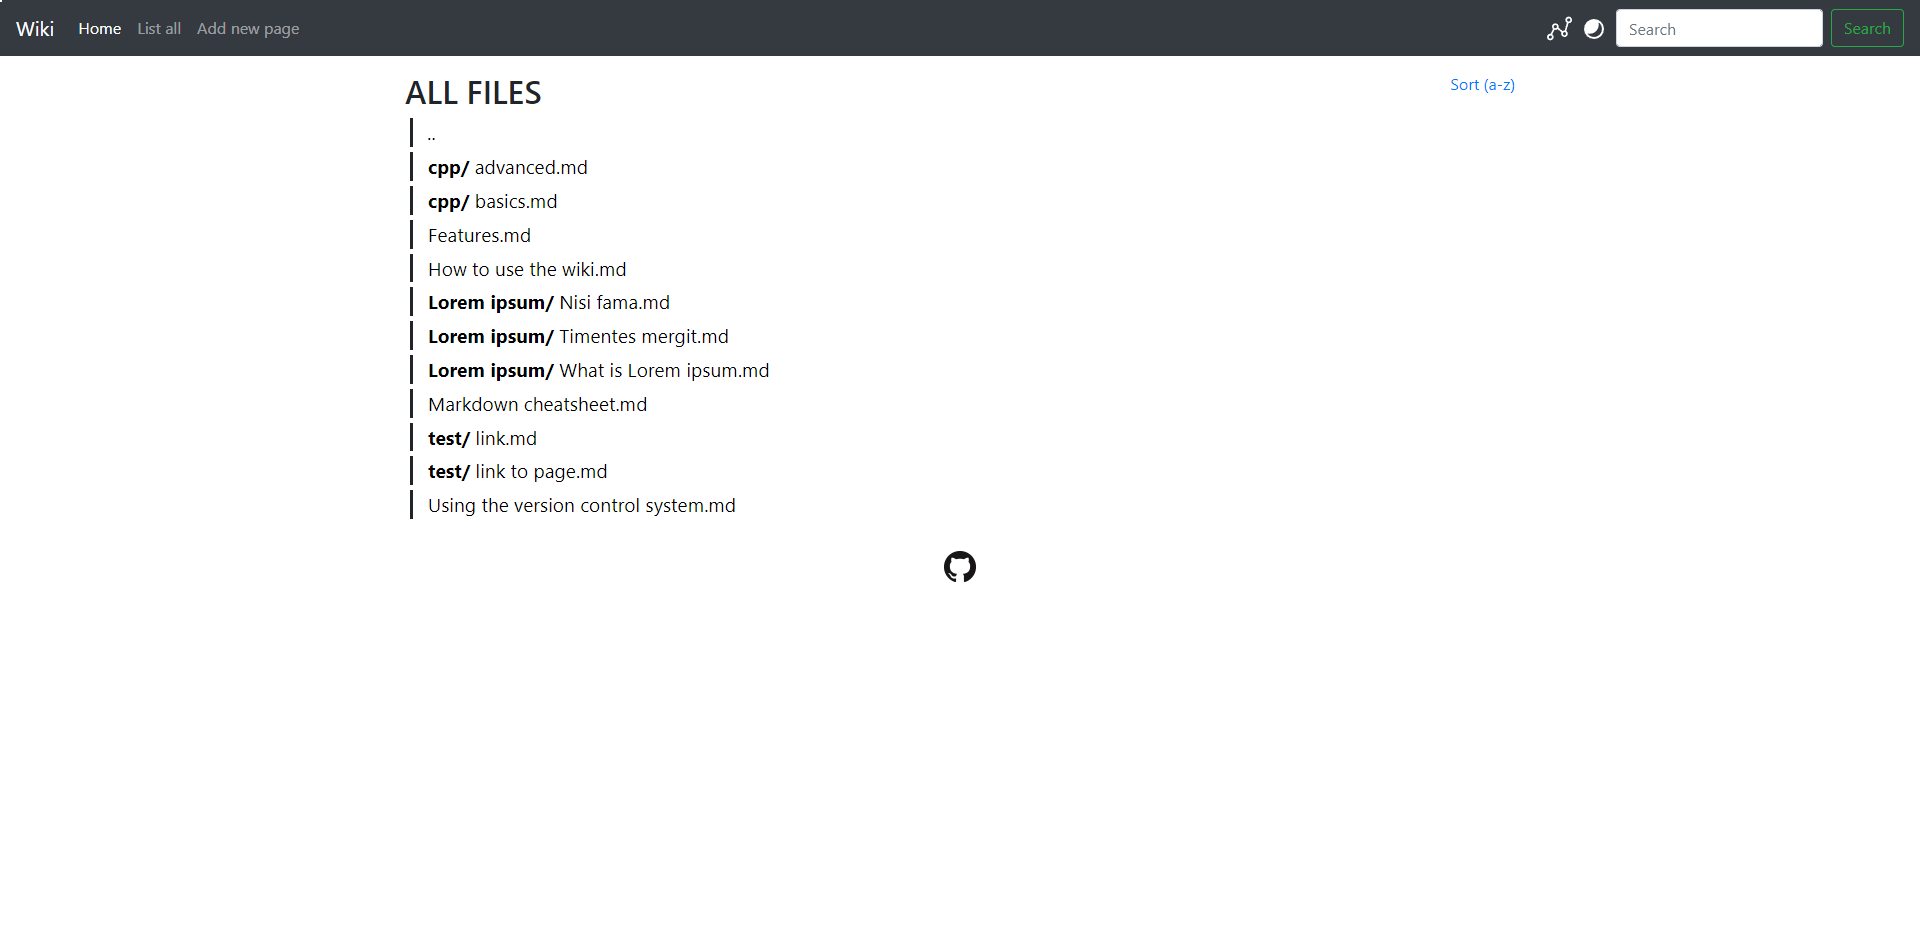 Wiki Home List all Add new page Search Search
ALL FILES Sort (a-z)
..
cpp/ advanced.md
cpp/ basics.md
Features.md
How to use the wiki.md
Lorem ipsum/ Nisi fama.md
Lorem ipsum/ Timentes mergit.md
Lorem ipsum/ What is Lorem ipsum.md
Markdown cheatsheet.md
test/ link.md
test/ link to page.md
Using the version control system.md